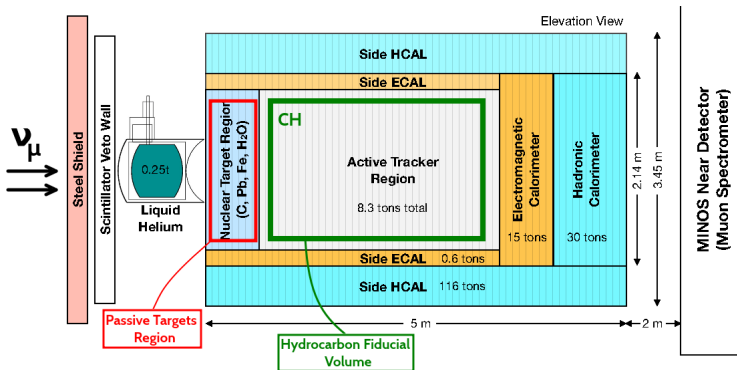 Elevation View
Side HCAL
Side ECAL
CH
Active Tracker
Region
8.3 tons total
Nuclear Target Region
(C, Pb, Fe, H₂O)
Electromagnetic
Calorimeter
15 tons
Hadronic
Calorimeter
30 tons
ν_μ
Steel Shield
Scintillator Veto Wall
0.25t
Liquid
Helium
Side ECAL 0.6 tons
Side HCAL 116 tons
2.14 m
3.45 m
MINOS Near Detector
(Muon Spectrometer)
5 m
2 m
Passive Targets
Region
Hydrocarbon Fiducial
Volume